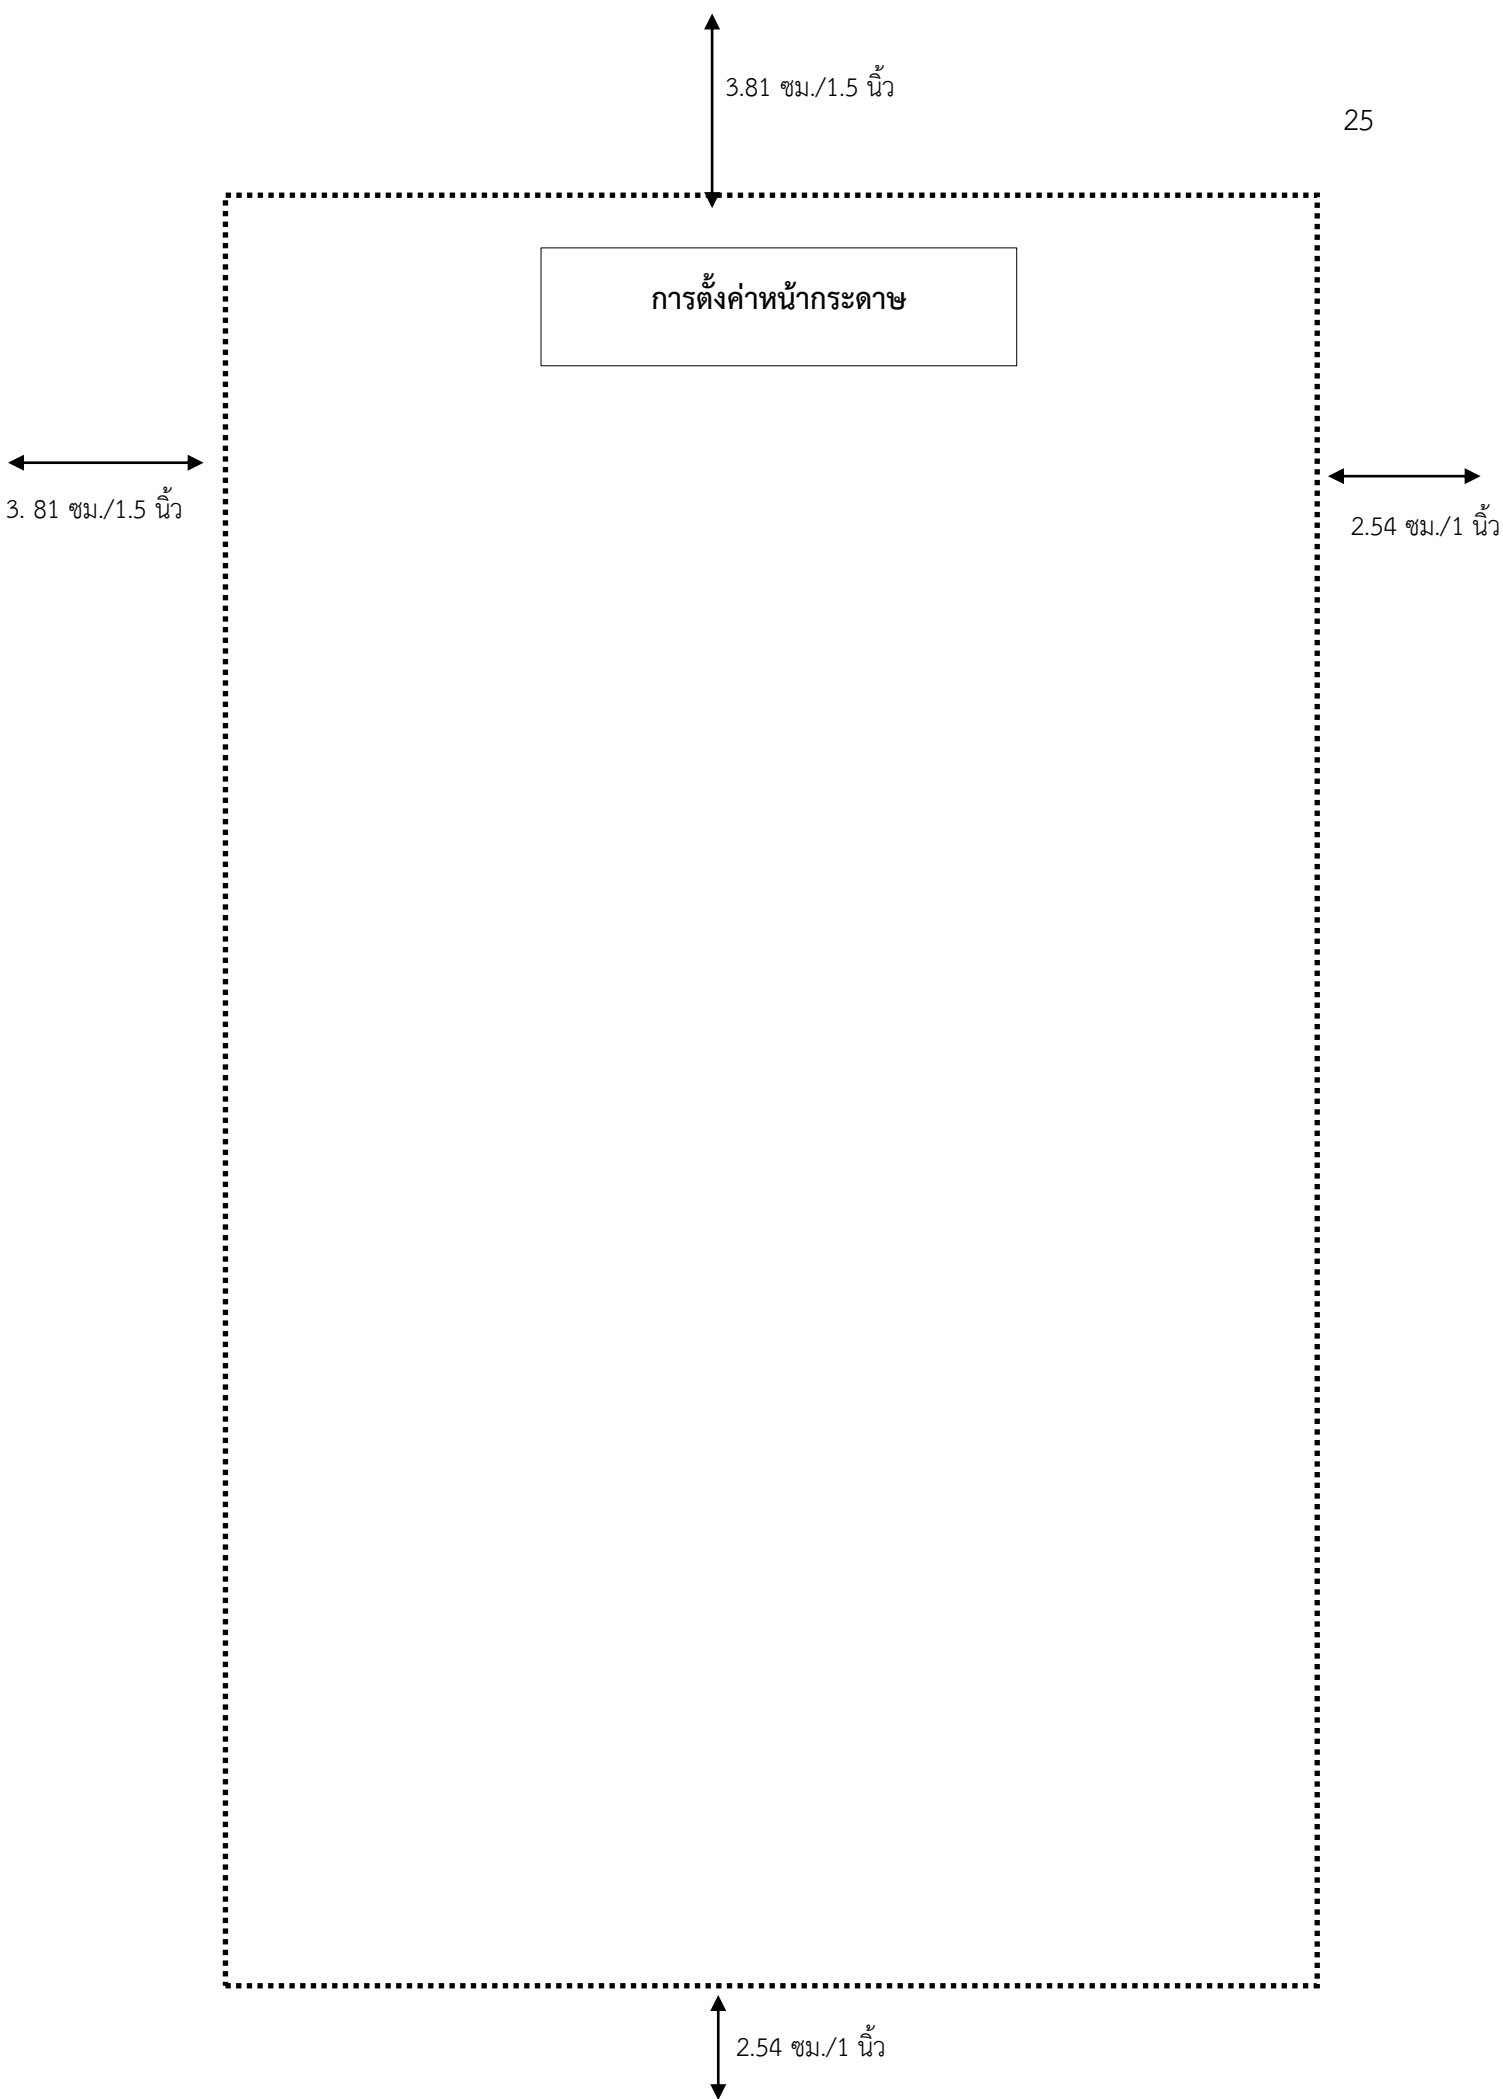 3.81 ซม./1.5 นิ้ว
25
การตั้งค่าหน้ากระดาษ
3. 81 ซม./1.5 นิ้ว
2.54 ซม./1 นิ้ว
2.54 ซม./1 นิ้ว